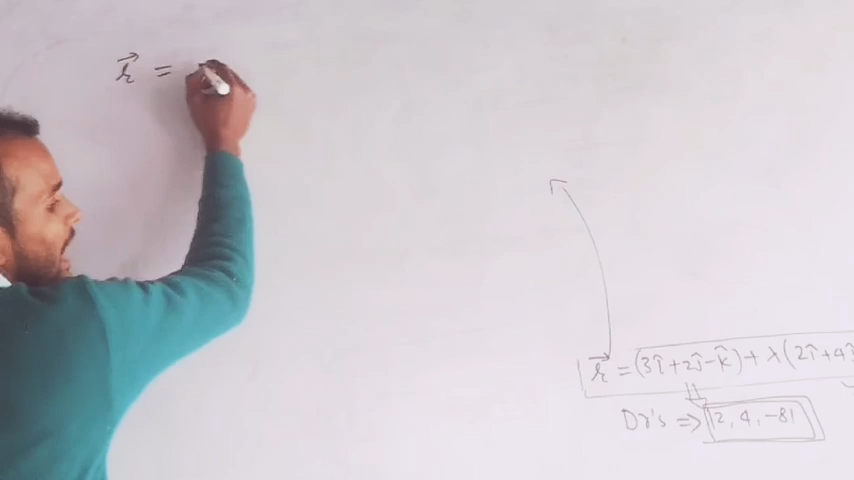 r⃗ =
r⃗ = (3î+2ĵ-k̂)+λ(2î+4ĵ
Dr's => 2, 4, -8